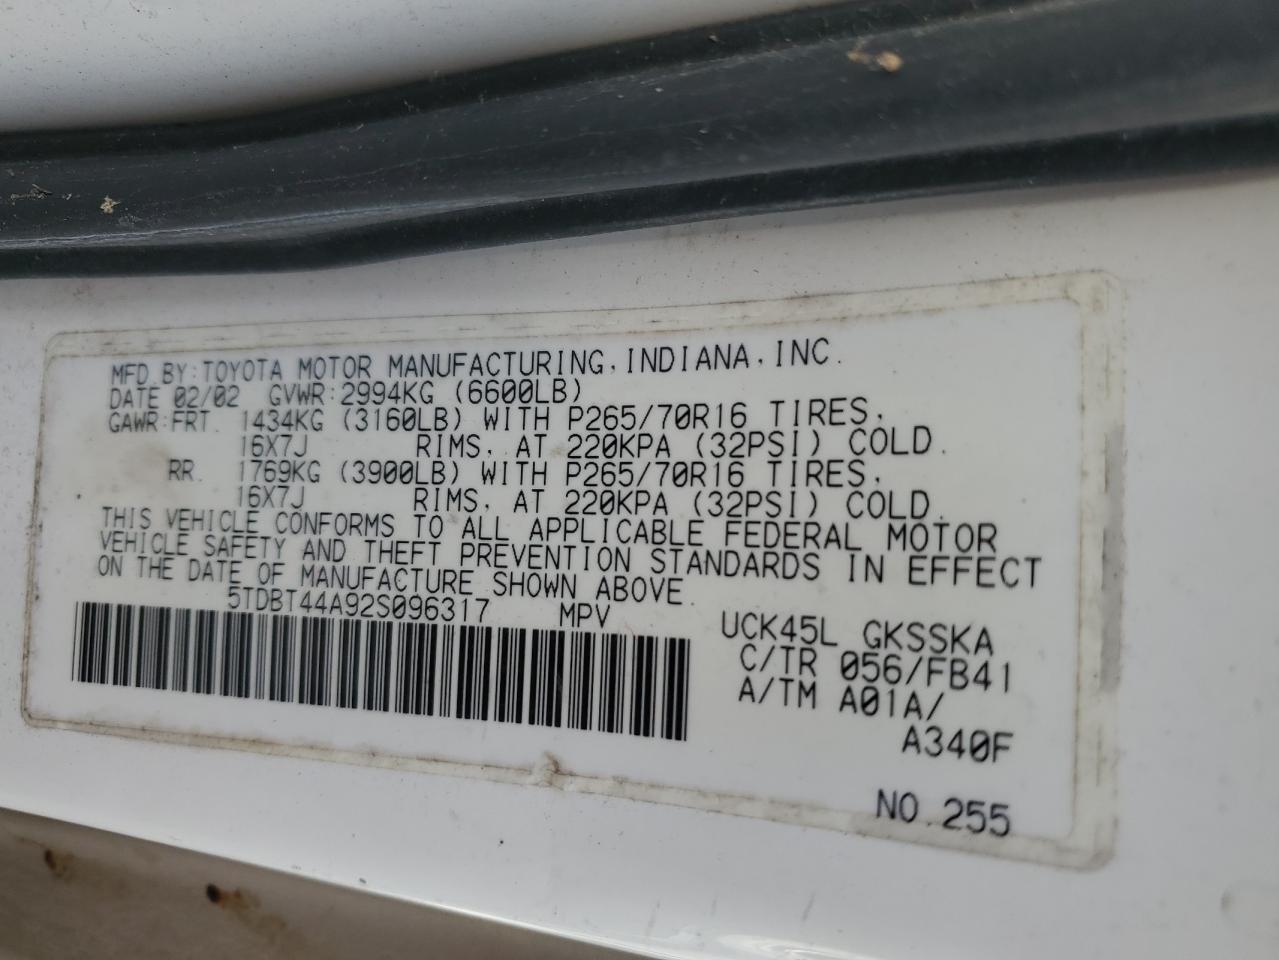 MFD BY:TOYOTA MOTOR MANUFACTURING,INDIANA,INC.
DATE 02/02 GVWR:2994KG (6600LB)
GAWR:FRT. 1434KG (3160LB) WITH P265/70R16 TIRES,
16X7J RIMS, AT 220KPA (32PSI) COLD.
RR. 1769KG (3900LB) WITH P265/70R16 TIRES,
16X7J RIMS, AT 220KPA (32PSI) COLD.
THIS VEHICLE CONFORMS TO ALL APPLICABLE FEDERAL MOTOR
VEHICLE SAFETY AND THEFT PREVENTION STANDARDS IN EFFECT
ON THE DATE OF MANUFACTURE SHOWN ABOVE.
5TDBT44A92S096317 MPV
UCK45L GKSSKA
C/TR 056/FB41
A/TM A01A/
A340F
NO.255